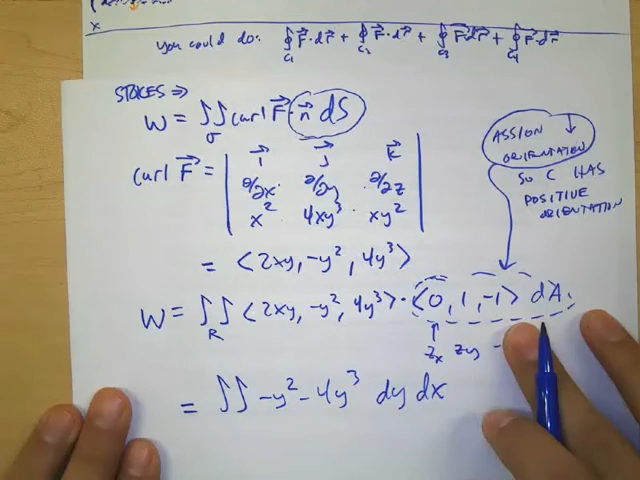 x
you could do: ∮C₁ F⃗·dr⃗ + ∮C₂ F⃗·dr⃗ + ∮C₃ F⃗·dr⃗ + ∮C₄ F⃗·dr⃗
STOKES ⇒
W = ∬σ curl F⃗ · n⃗ dS
ASSIGN ↓
ORIENTATION
SO C HAS
POSITIVE
ORIENTATION
curl F⃗ = | i⃗ j⃗ k⃗ |
| ∂/∂x ∂/∂y ∂/∂z |
| x² 4xy³ xy² |
= <2xy, -y², 4y³>
W = ∬R <2xy, -y², 4y³> · <0, 1, -1> dA.
↑
zx zy -
= ∬ -y² - 4y³ dy dx